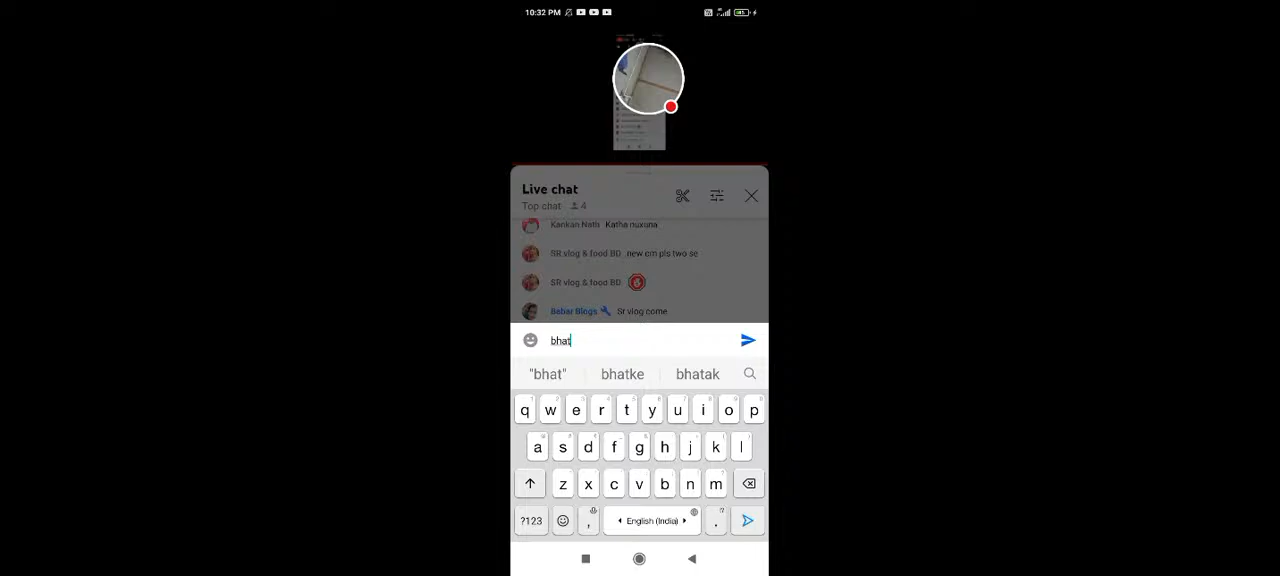 10:32 PM
Live chat
Top chat 4
Kankan Nath Katha nuxuna
SR vlog & food BD new cm pls two se
SR vlog & food BD
Babar Blogs Sr vlog come
bhat
"bhat" bhatke bhatak
q w e r t y u i o p
a s d f g h j k l
z x c v b n m
?123 , English (India) .